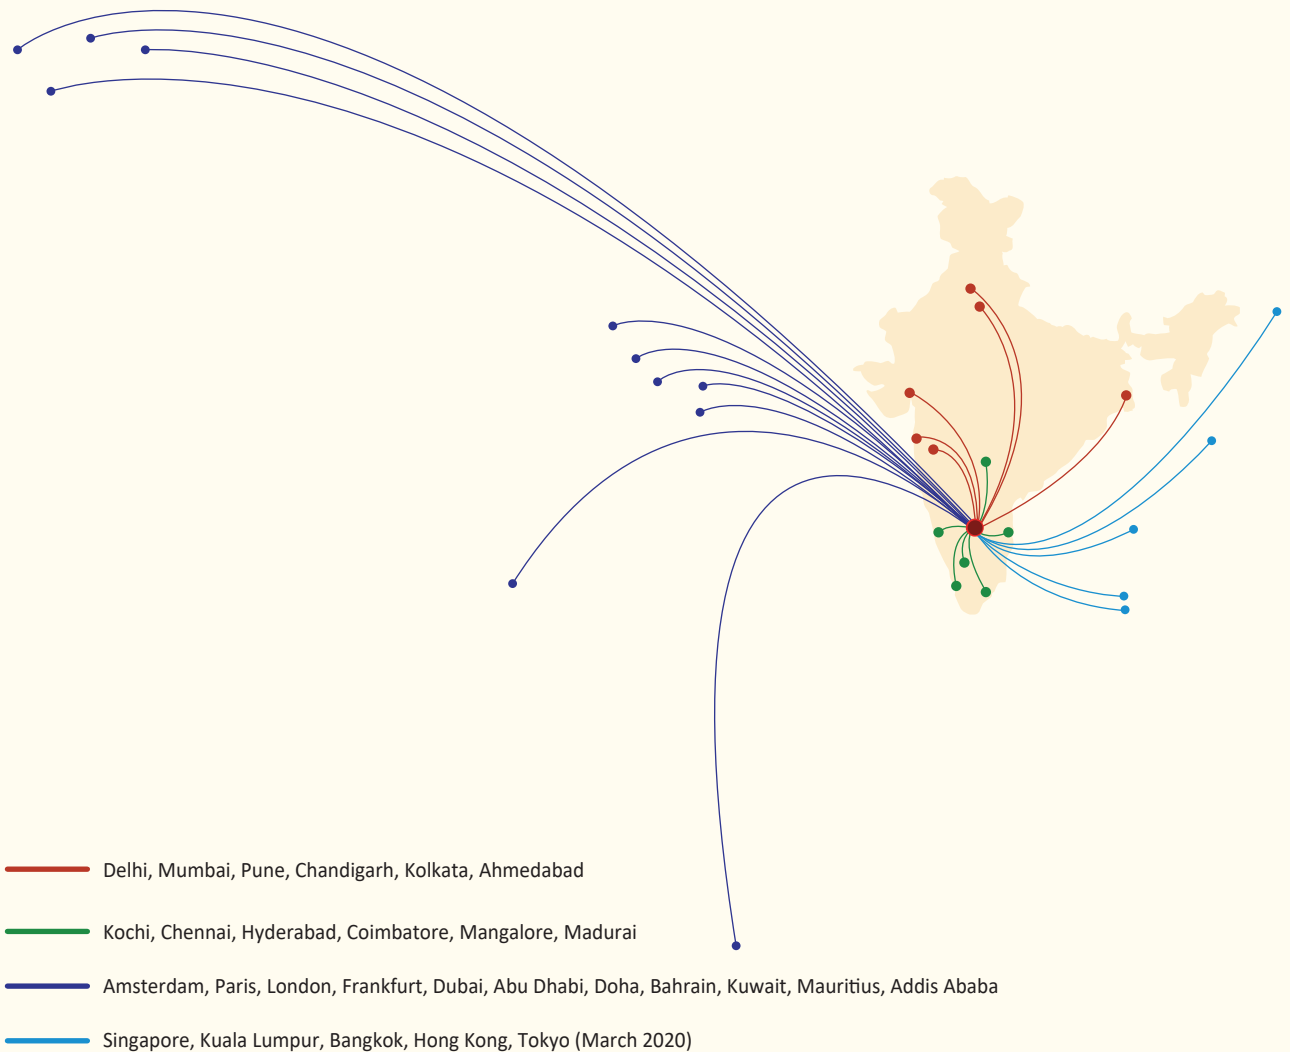 Delhi, Mumbai, Pune, Chandigarh, Kolkata, Ahmedabad
Kochi, Chennai, Hyderabad, Coimbatore, Mangalore, Madurai
Amsterdam, Paris, London, Frankfurt, Dubai, Abu Dhabi, Doha, Bahrain, Kuwait, Mauritius, Addis Ababa
Singapore, Kuala Lumpur, Bangkok, Hong Kong, Tokyo (March 2020)